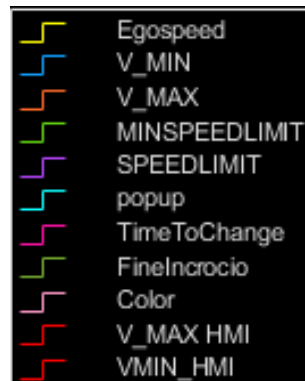 Egospeed
V_MIN
V_MAX
MINSPEEDLIMIT
SPEEDLIMIT
popup
TimeToChange
FineIncrocio
Color
V_MAX HMI
VMIN_HMI